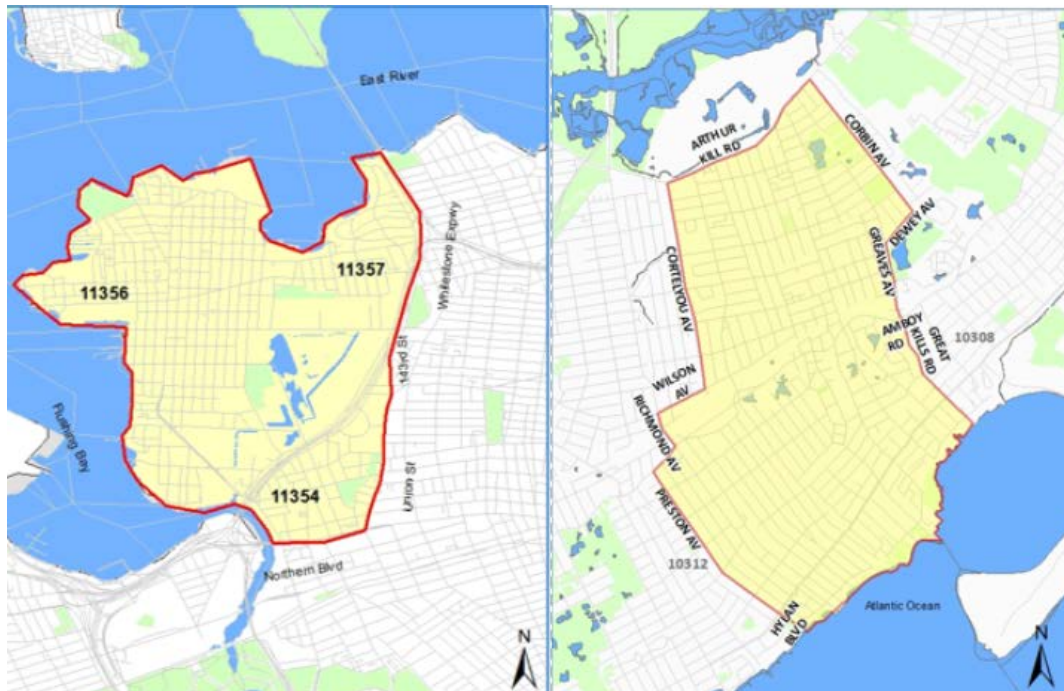 East River
11357
11356
Whitestone Expwy
143rd St
Flushing Bay
Union St
11354
Northern Blvd
N
ARTHUR
KILL RD
CORBIN AV
DEWEY AV
GREAVES AV
CORTELYOU AV
AMBOY
RD
GREAT
KILLS RD
10308
WILSON
AV
RICHMOND AV
PRESTON AV
10312
HYLAN
BLVD
Atlantic Ocean
N